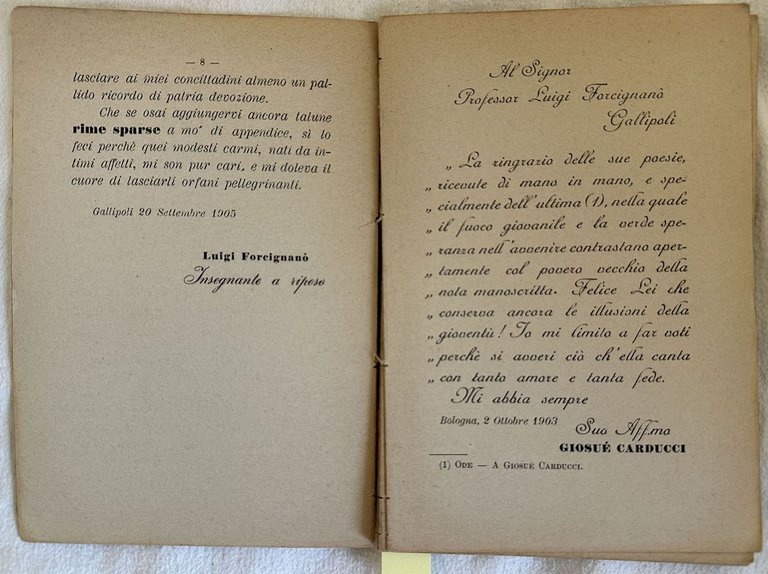 — 8 —
lasciare ai miei concittadini almeno un pal-
lido ricordo di patria devozione.
Che se osai aggiungervi ancora talune
rime sparse a mo' di appendice, sì lo
feci perchè quei modesti carmi, nati da in-
timi affetti, mi son pur cari, e mi doleva il
cuore di lasciarli orfani pellegrinanti.
Gallipoli 20 Settembre 1905
Luigi Forcignanò
Insegnante a riposo
Al Signor
Professor Luigi Forcignanò
Gallipoli
„ La ringrazio delle sue poesie,
„ ricevute di mano in mano, e spe-
„ cialmente dell'ultima (1), nella quale
„ il fuoco giovanile e la verde spe-
„ ranza nell'avvenire contrastano aper-
„ tamente col povero vecchio della
„ nota manoscritta. Felice Lei che
„ conserva ancora le illusioni della
„ gioventù! Io mi limito a far voti
„ perchè si avveri ciò ch'ella canta
„ con tanto amore e tanta fede.
Mi abbia sempre
Bologna, 2 Ottobre 1903
Suo Aff.mo
GIOSUÉ CARDUCCI
(1) ODE — A GIOSUÉ CARDUCCI.